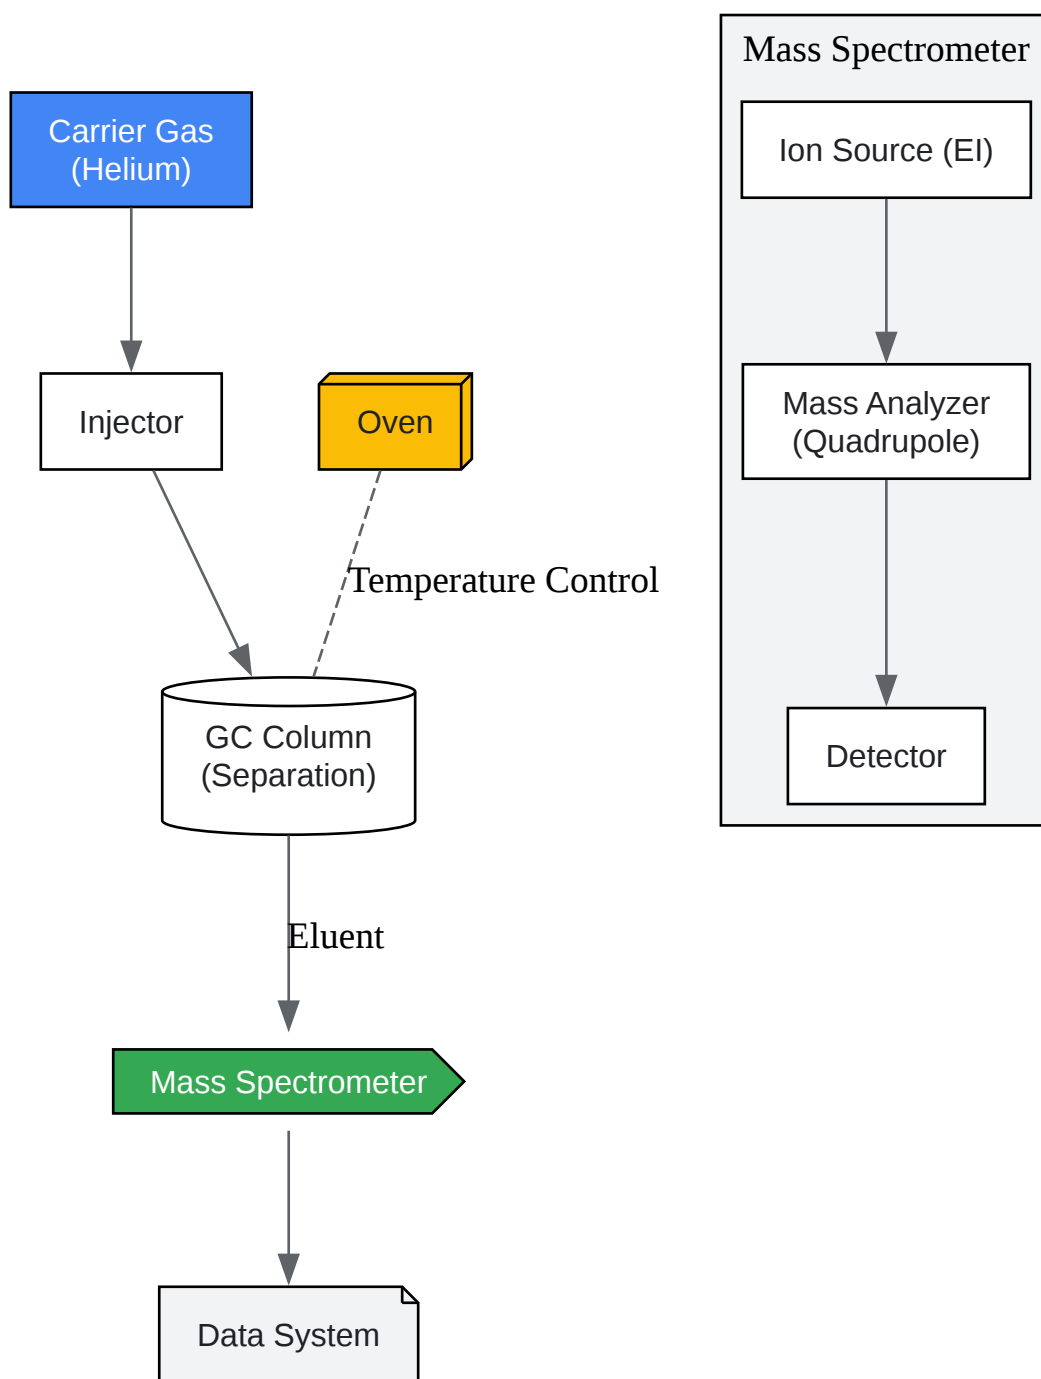 Carrier Gas
(Helium)
Injector
Oven
Temperature Control
GC Column
(Separation)
Eluent
Mass Spectrometer
Data System
Mass Spectrometer
Ion Source (EI)
Mass Analyzer
(Quadrupole)
Detector